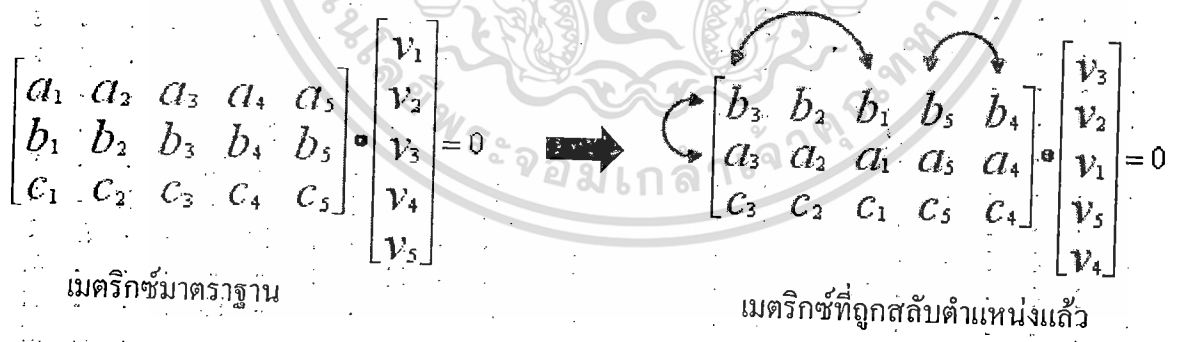 [a₁ a₂ a₃ a₄ a₅
b₁ b₂ b₃ b₄ b₅
c₁ c₂ c₃ c₄ c₅] • [v₁
v₂
v₃
v₄
v₅] = 0
[b₃ b₂ b₁ b₅ b₄
a₃ a₂ a₁ a₅ a₄
c₃ c₂ c₁ c₅ c₄] • [v₃
v₂
v₁
v₅
v₄] = 0
เมตริกซ์มาตราฐาน
เมตริกซ์ที่ถูกสลับตำแหน่งแล้ว